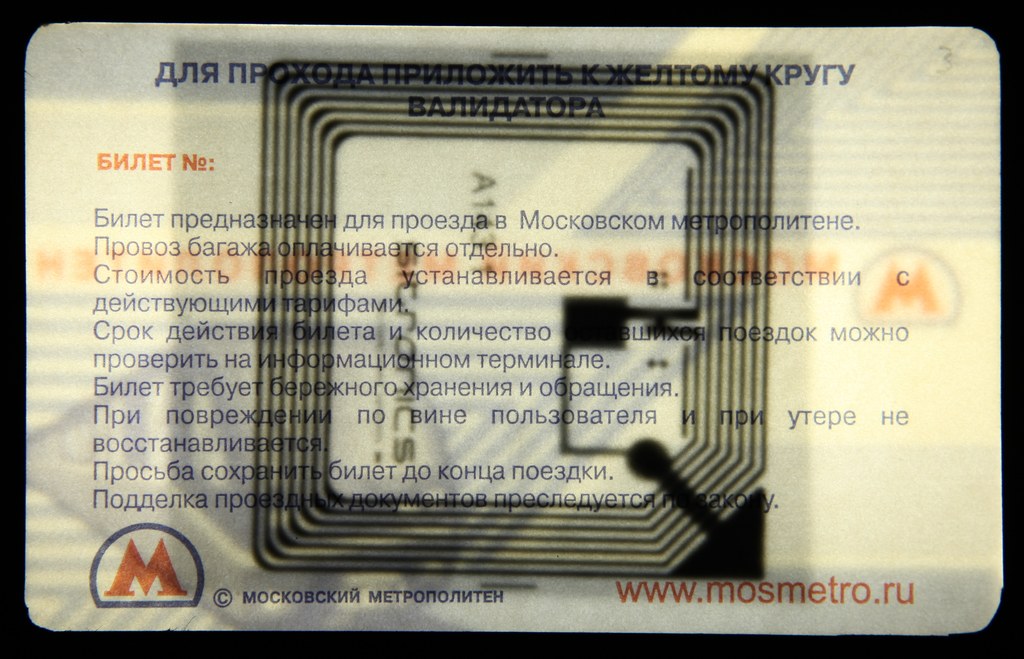 3
ДЛЯ ПРОХОДА ПРИЛОЖИТЬ К ЖЕЛТОМУ КРУГУ
ВАЛИДАТОРА
БИЛЕТ №:
Билет предназначен для проезда в Московском метрополитене.
Провоз багажа оплачивается отдельно.
Стоимость проезда устанавливается в соответствии с
действующими тарифами.
Срок действия билета и количество оставшихся поездок можно
проверить на информационном терминале.
Билет требует бережного хранения и обращения.
При повреждении по вине пользователя и при утере не
восстанавливается.
Просьба сохранить билет до конца поездки.
Подделка проездных документов преследуется по закону.
М
© МОСКОВСКИЙ МЕТРОПОЛИТЕН
www.mosmetro.ru